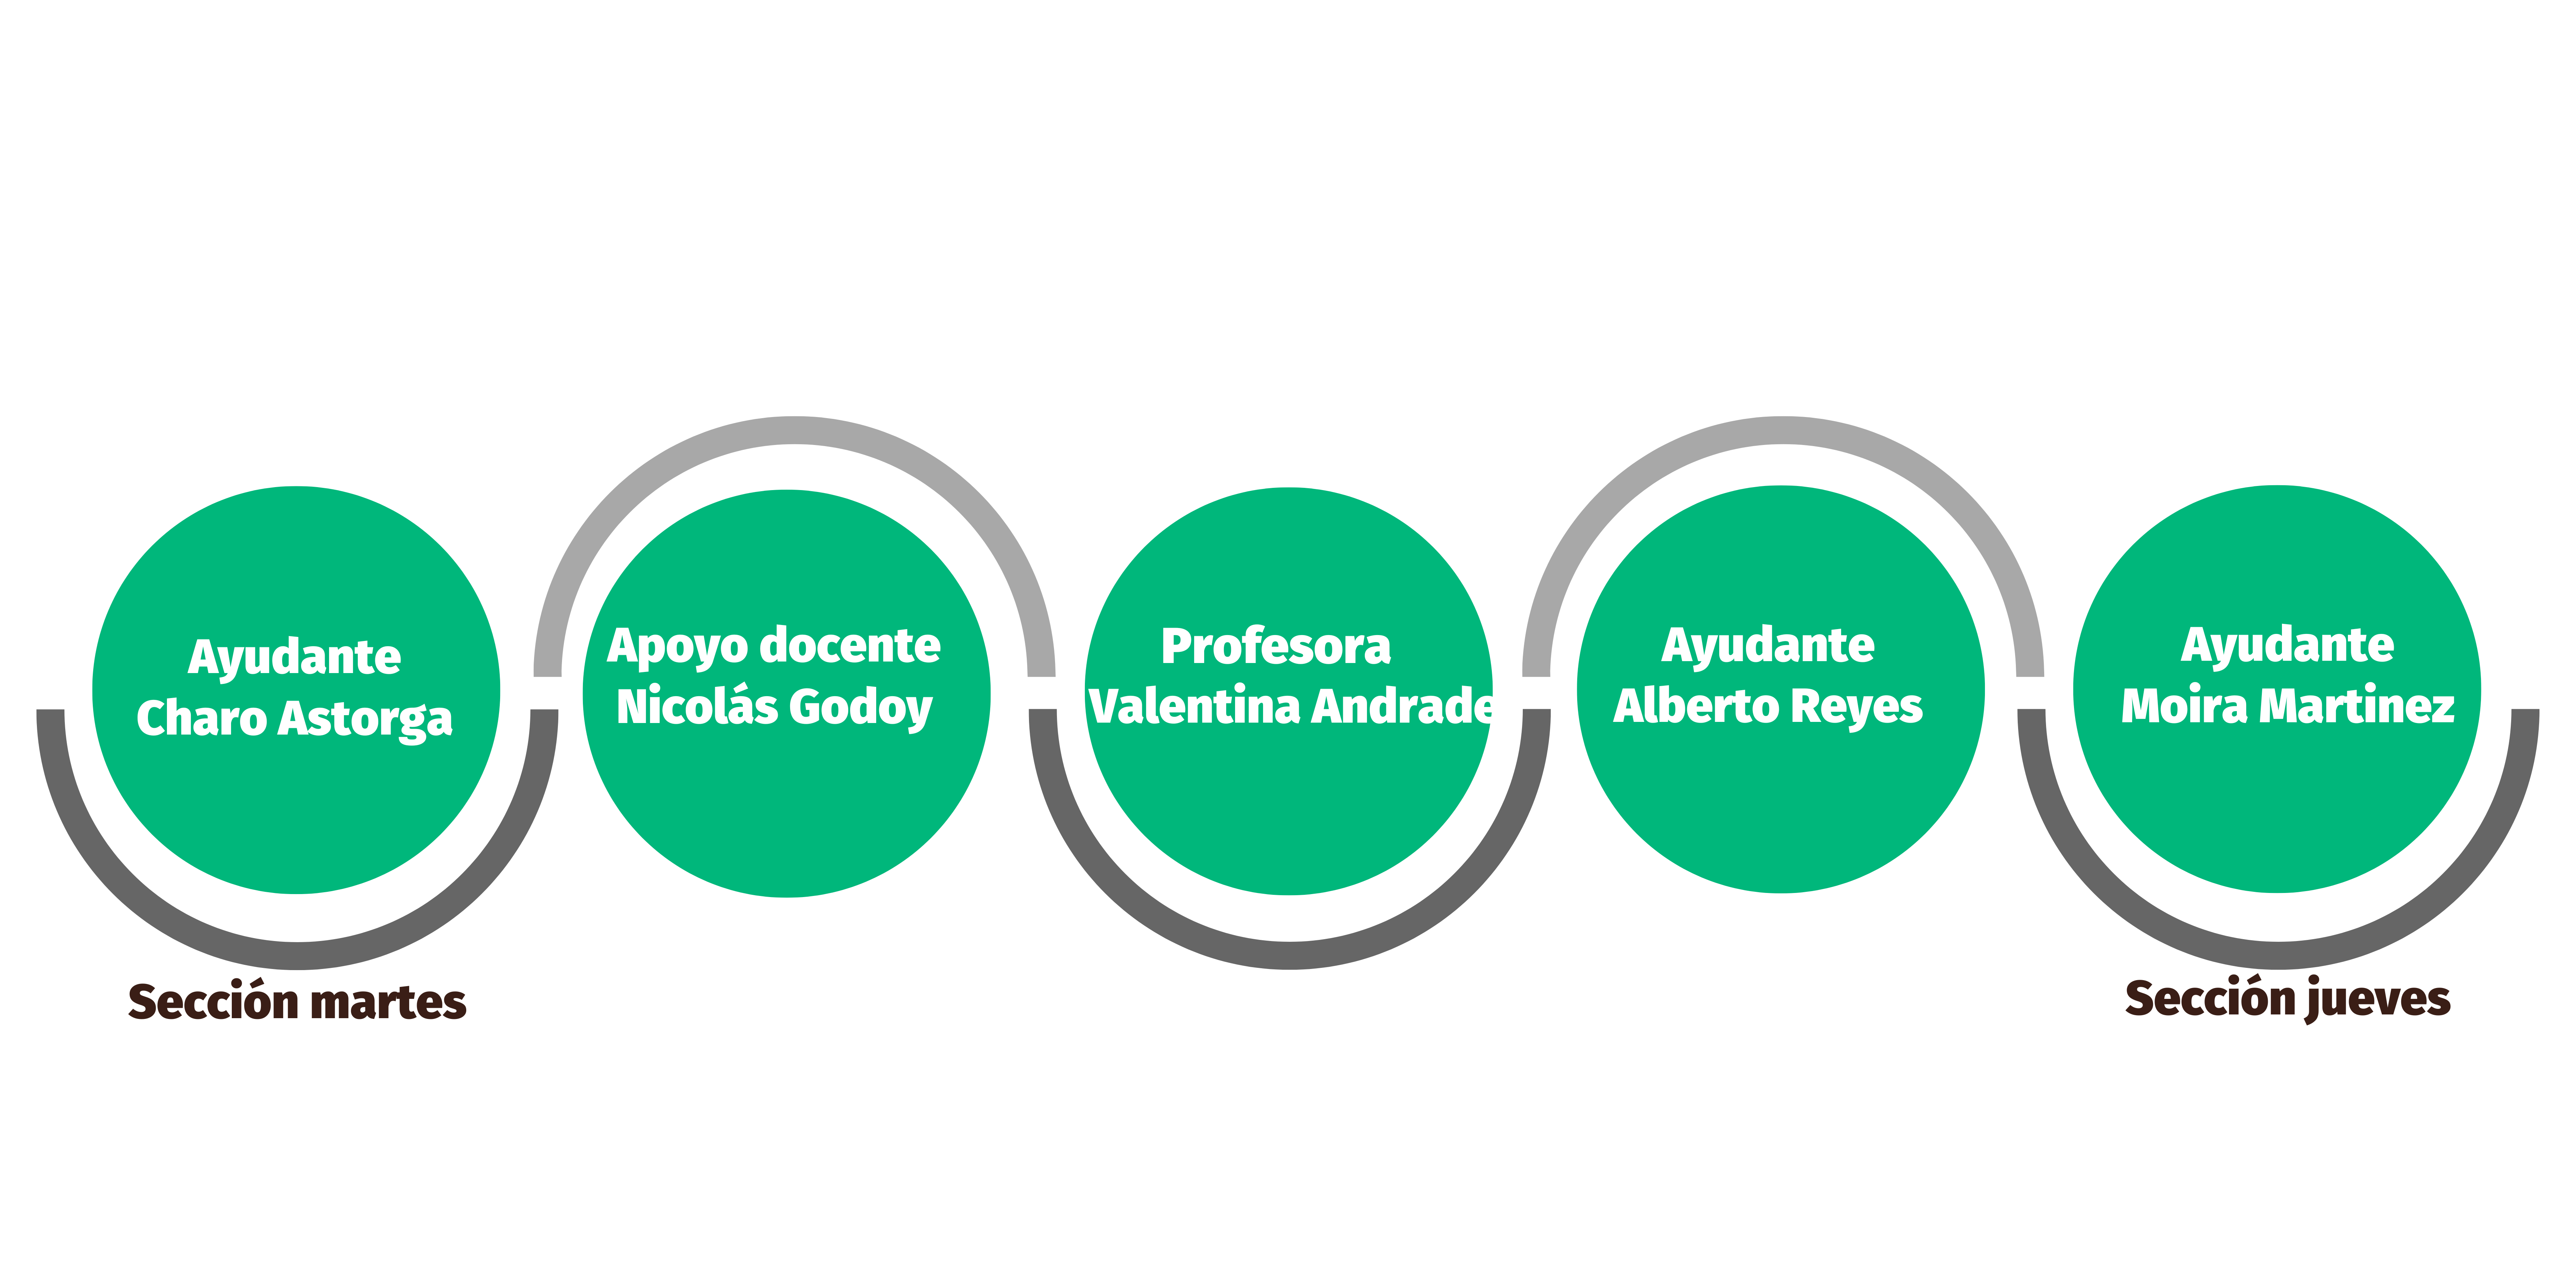 Ayudante
Charo Astorga
Apoyo docente
Nicolás Godoy
Profesora
Valentina Andrade
Ayudante
Alberto Reyes
Ayudante
Moira Martinez
Sección martes
Sección jueves